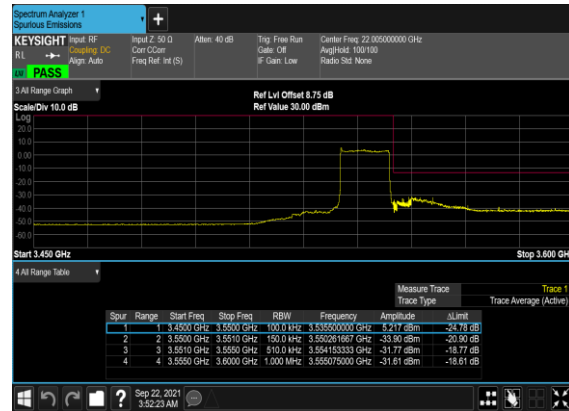 Spectrum Analyzer 1
Spurious Emissions
+
KEYSIGHT Input: RF Input Z: 50 Ω Atten: 40 dB Trig: Free Run Center Freq: 22.005000000 GHz
RL Coupling: DC Corr CCorr Gate: Off Avg|Hold: 100/100
Align: Auto Freq Ref: Int (S) IF Gain: Low Radio Std: None
PASS
3 All Range Graph Ref Lvl Offset 8.75 dB
Scale/Div 10.0 dB Ref Value 30.00 dBm
Log
20.0
10.0
0.00
-10.0
-20.0
-30.0
-40.0
-50.0
-60.0
Start 3.450 GHz Stop 3.600 GH
4 All Range Table
Measure Trace Trace 1
Trace Type Trace Average (Active)
Spur Range Start Freq Stop Freq RBW Frequency Amplitude ΔLimit
1 1 3.4500 GHz 3.5500 GHz 100.0 kHz 3.535500000 GHz 5.217 dBm -24.78 dB
2 2 3.5500 GHz 3.5510 GHz 150.0 kHz 3.550261667 GHz -33.90 dBm -20.90 dB
3 3 3.5510 GHz 3.5550 GHz 510.0 kHz 3.554153333 GHz -31.77 dBm -18.77 dB
4 4 3.5550 GHz 3.6000 GHz 1.000 MHz 3.555075000 GHz -31.61 dBm -18.61 dB
? Sep 22, 2021
3:52:23 AM